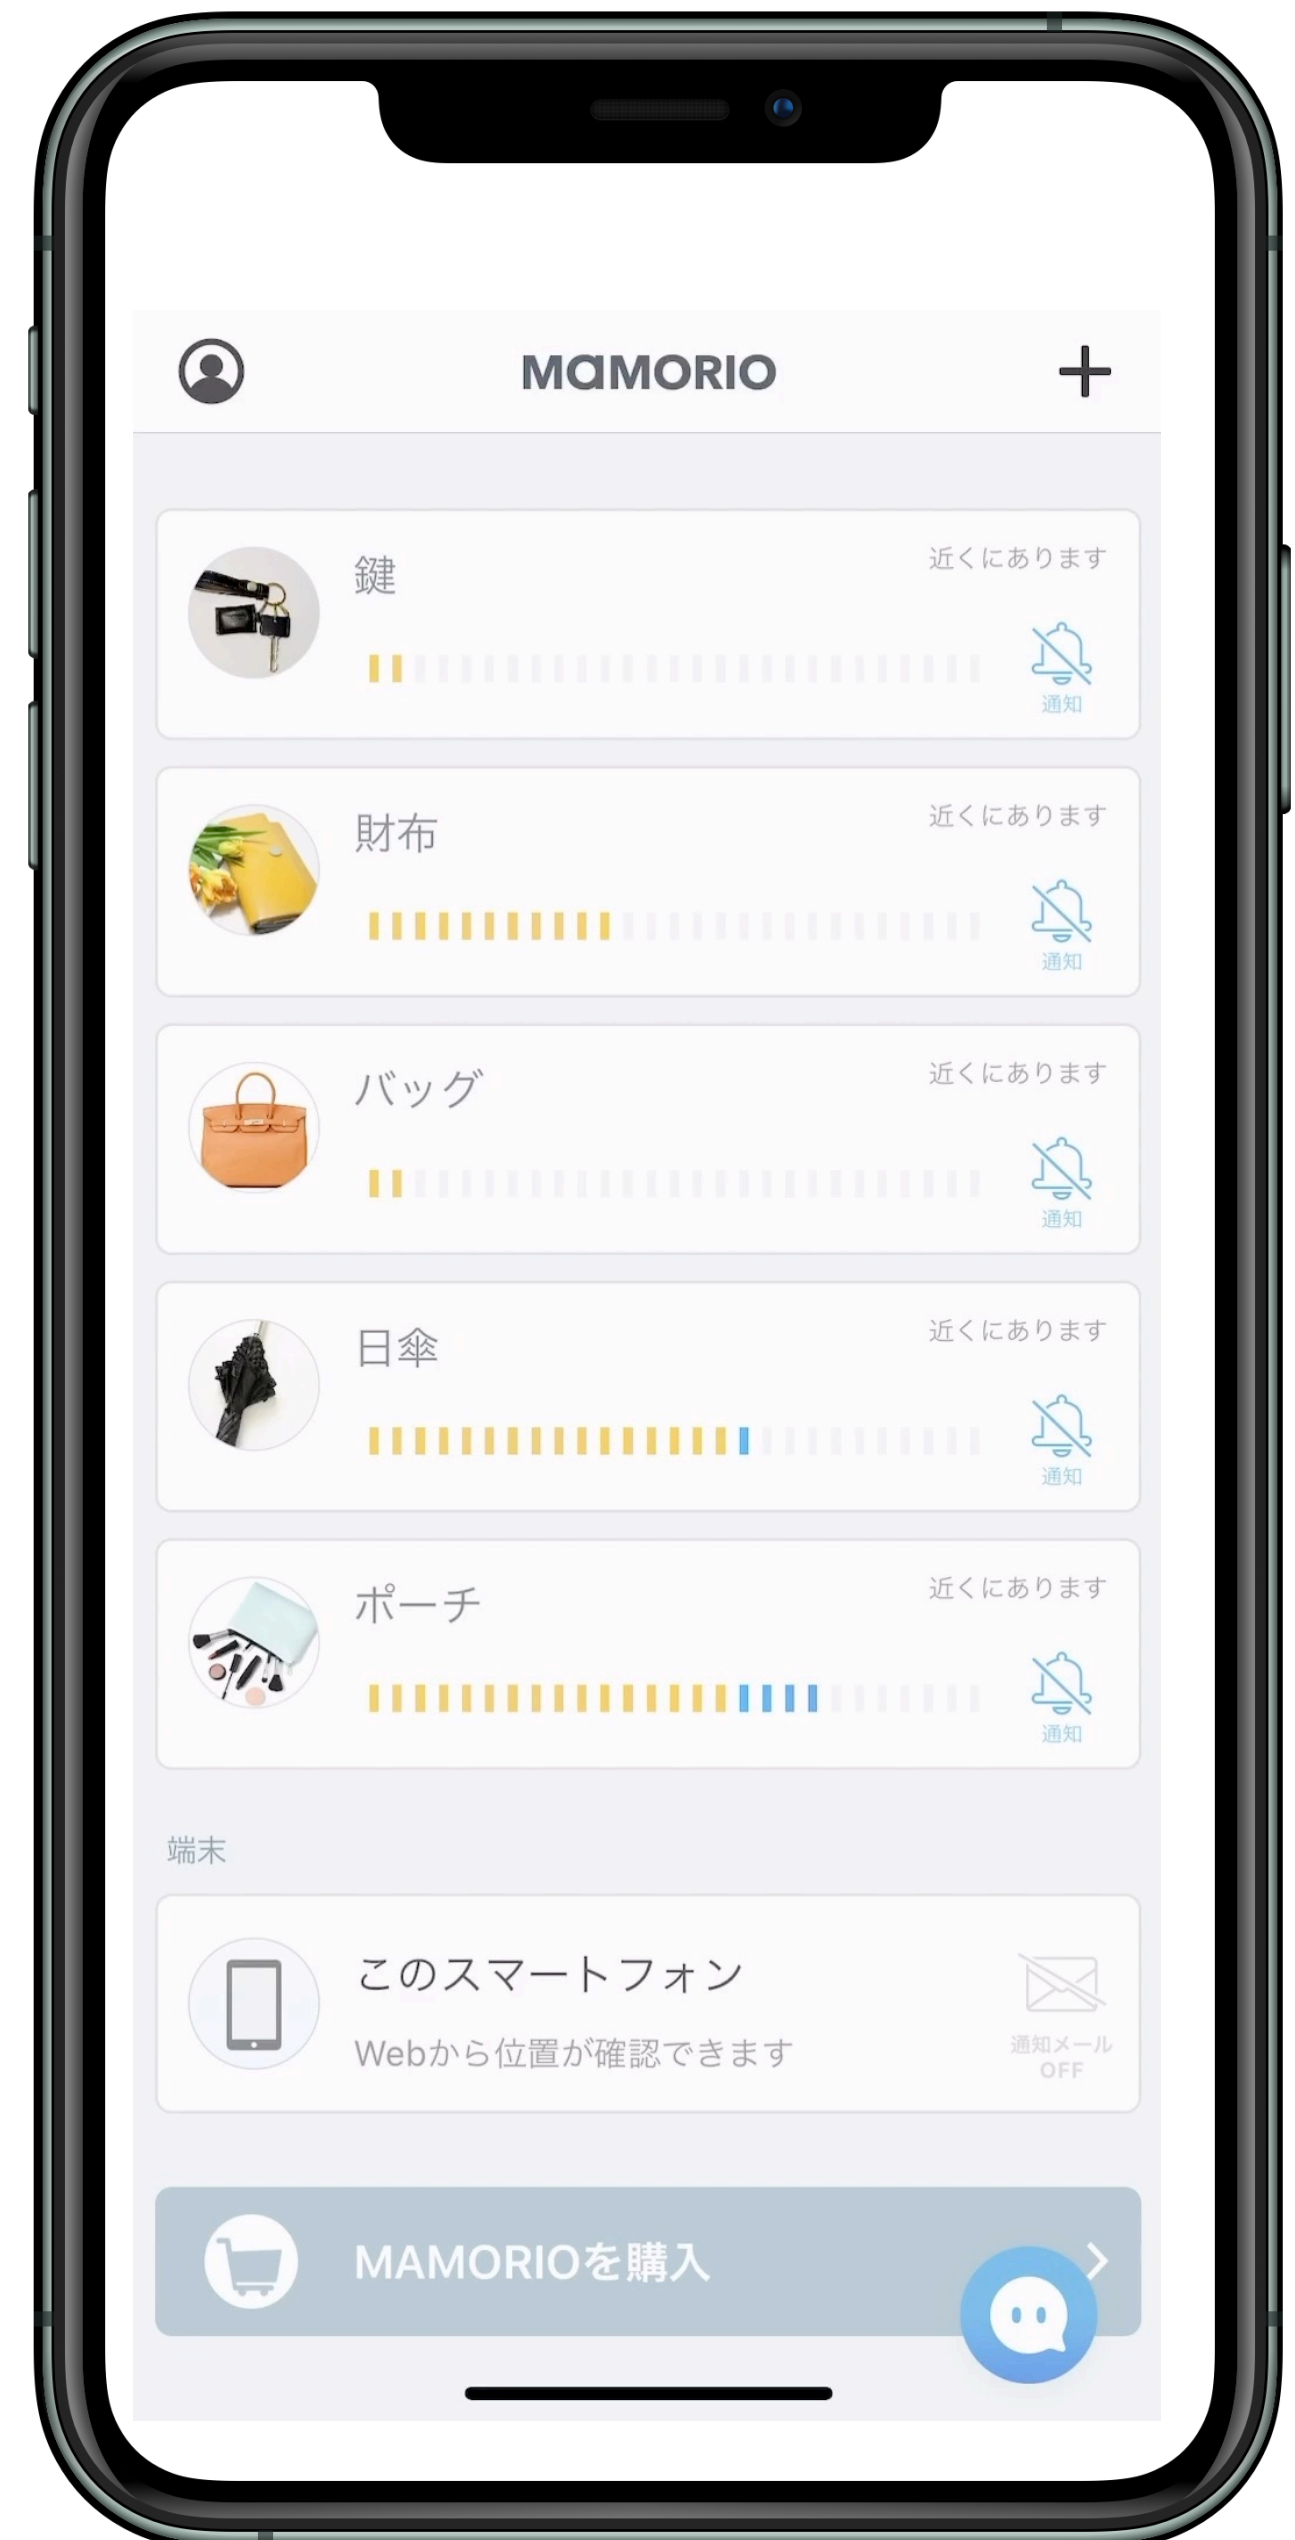 MAMORIO
鍵
近くにあります
通知
財布
近くにあります
通知
バッグ
近くにあります
通知
日傘
近くにあります
通知
ポーチ
近くにあります
通知
端末
このスマートフォン
Webから位置が確認できます
通知メール
OFF
MAMORIOを購入